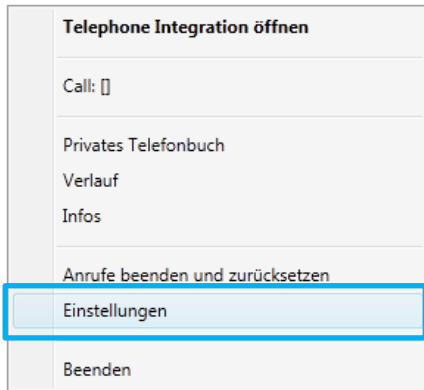 Telephone Integration öffnen
Call: []
Privates Telefonbuch
Verlauf
Infos
Anrufe beenden und zurücksetzen
Einstellungen
Beenden